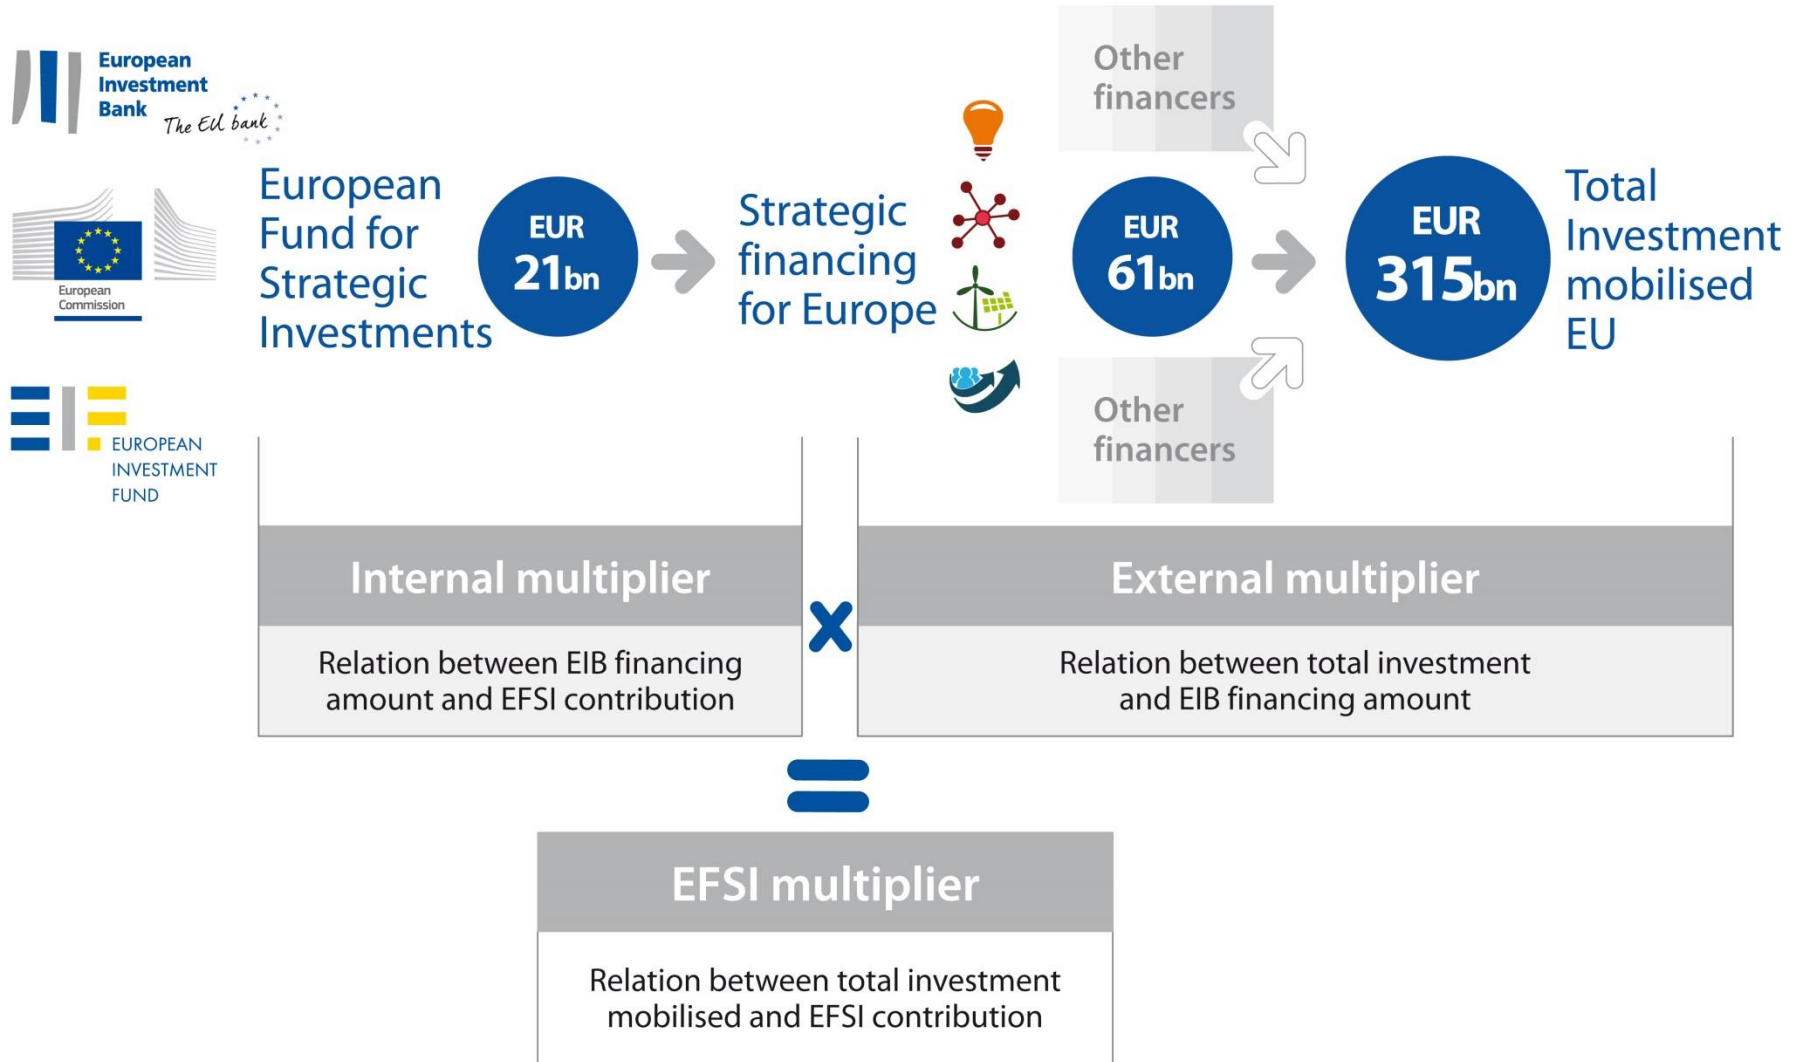 European
Investment
Bank
The EU bank
European
Commission
EUROPEAN
INVESTMENT
FUND
European
Fund for
Strategic
Investments
EUR
21bn
Strategic
financing
for Europe
Other
financers
EUR
61bn
Other
financers
EUR
315bn
Total
Investment
mobilised
EU
Internal multiplier
Relation between EIB financing
amount and EFSI contribution
x
External multiplier
Relation between total investment
and EIB financing amount
=
EFSI multiplier
Relation between total investment
mobilised and EFSI contribution